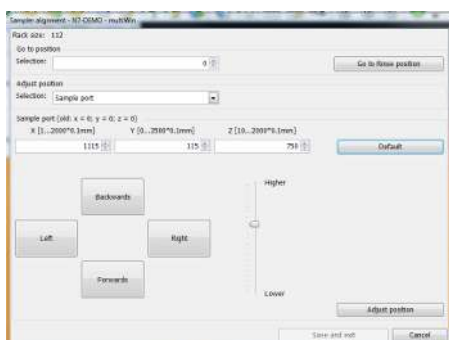 Sampler alignment - N7-DEMO - multiWin
Rack size: 112
Go to position
Selection: 0 Go to Rinse position
Adjust position
Selection: Sample port
Sample port (old: x = 0; y = 0; z = 0)
X [1...2000*0.1mm] Y [0...3500*0.1mm] Z [10...2000*0.1mm]
1115 115 750 Default
Higher
Backwards
Left Right
Forwards
Lower
Adjust position
Save and exit Cancel